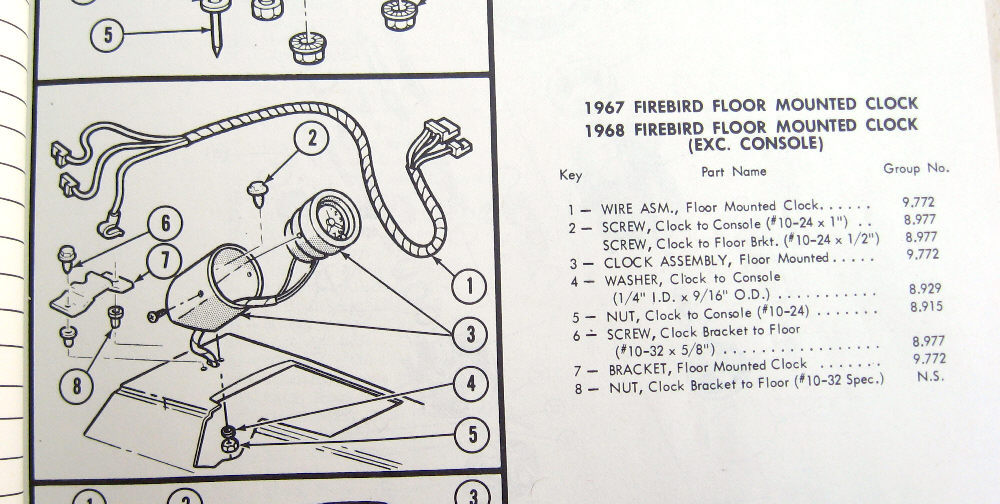 5
2
6
7
1
3
8
4
5
1
2
3
1967 FIREBIRD FLOOR MOUNTED CLOCK
1968 FIREBIRD FLOOR MOUNTED CLOCK
(EXC. CONSOLE)
Key Part Name Group No.
1 — WIRE ASM., Floor Mounted Clock...... 9.772
2 — SCREW, Clock to Console (#10-24 x 1") .. 8.977
SCREW, Clock to Floor Brkt. (#10-24 x 1/2") 8.977
3 — CLOCK ASSEMBLY, Floor Mounted ..... 9.772
4 — WASHER, Clock to Console
(1/4" I.D. x 9/16" O.D.) ........... 8.929
5 — NUT, Clock to Console (#10-24) ....... 8.915
6 — SCREW, Clock Bracket to Floor
(#10-32 x 5/8") ................. 8.977
7 — BRACKET, Floor Mounted Clock ....... 9.772
8 — NUT, Clock Bracket to Floor (#10-32 Spec.) N.S.